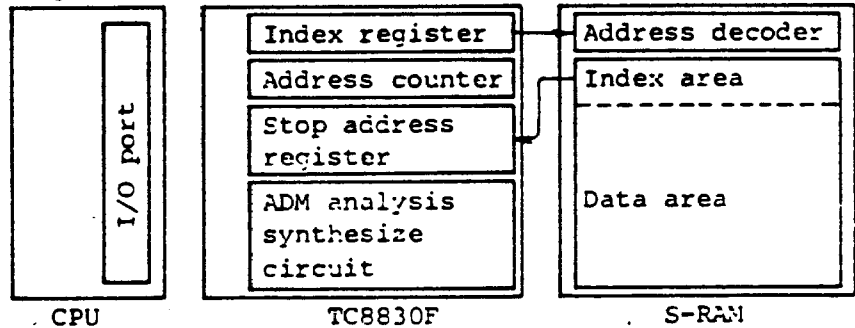 I/O port
CPU
Index register
Address counter
Stop address
register
ADM analysis
synthesize
circuit
TC8830F
Address decoder
Index area
Data area
S-RAM